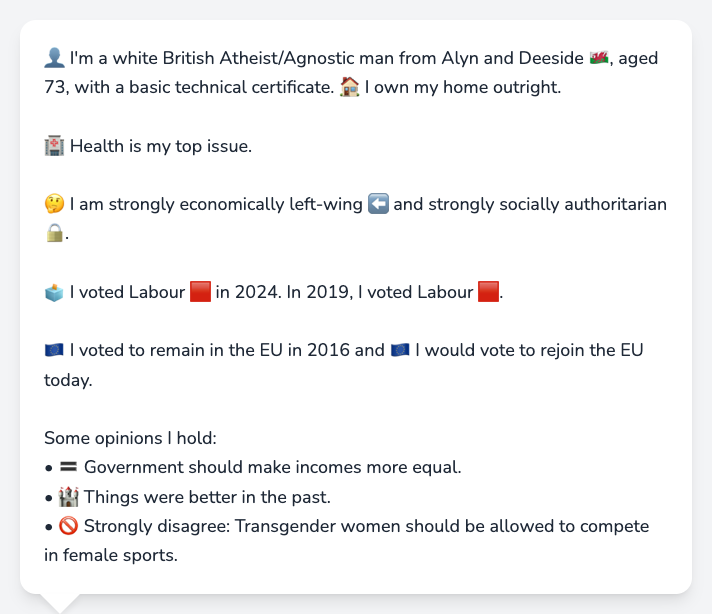 👤 I'm a white British Atheist/Agnostic man from Alyn and Deeside 🏴󠁧󠁢󠁷󠁬󠁳󠁿, aged
73, with a basic technical certificate. 🏠 I own my home outright.
🏥 Health is my top issue.
🤔 I am strongly economically left-wing ⬅️ and strongly socially authoritarian
🔒.
🗳️ I voted Labour 🟥 in 2024. In 2019, I voted Labour 🟥.
🇪🇺 I voted to remain in the EU in 2016 and 🇪🇺 I would vote to rejoin the EU
today.
Some opinions I hold:
• 🟰 Government should make incomes more equal.
• 🏰 Things were better in the past.
• 🚫 Strongly disagree: Transgender women should be allowed to compete
in female sports.